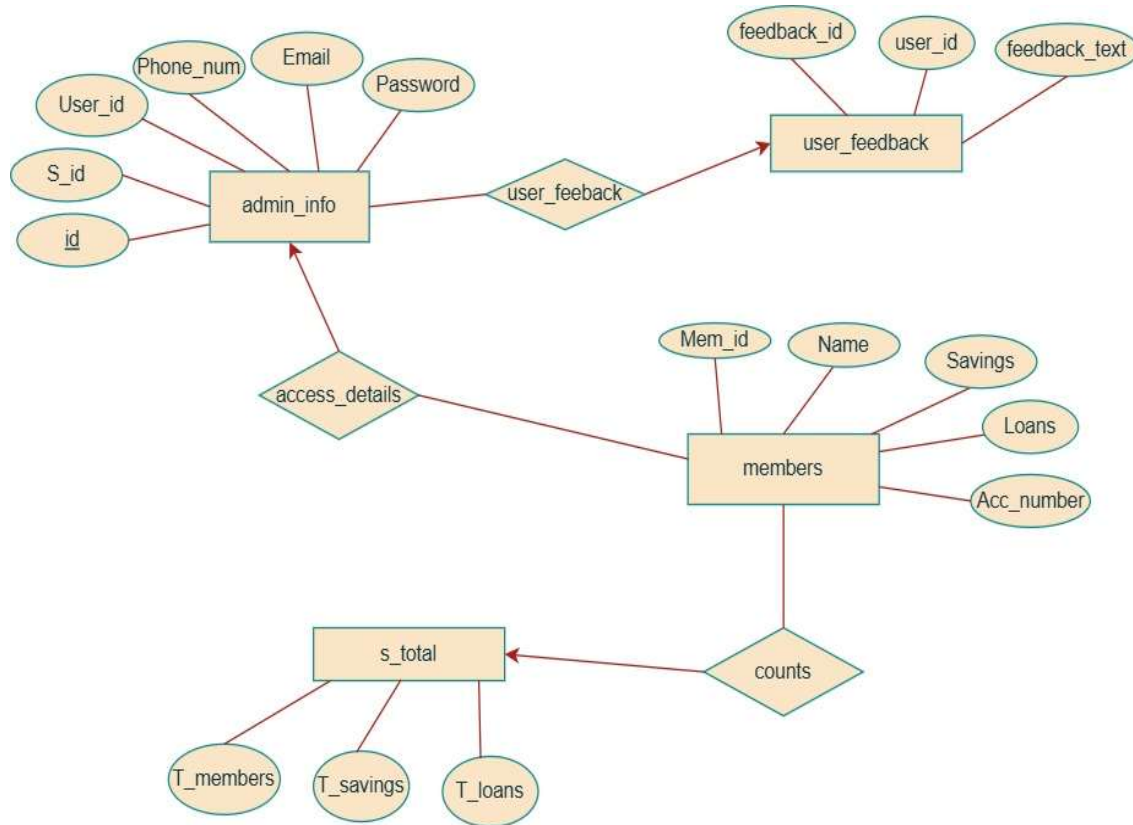 feedback_id
user_id
feedback_text
Email
Phone_num
Password
User_id
user_feedback
S_id
user_feeback
admin_info
id
Mem_id
Name
Savings
access_details
Loans
members
Acc_number
s_total
counts
T_members
T_savings
T_loans